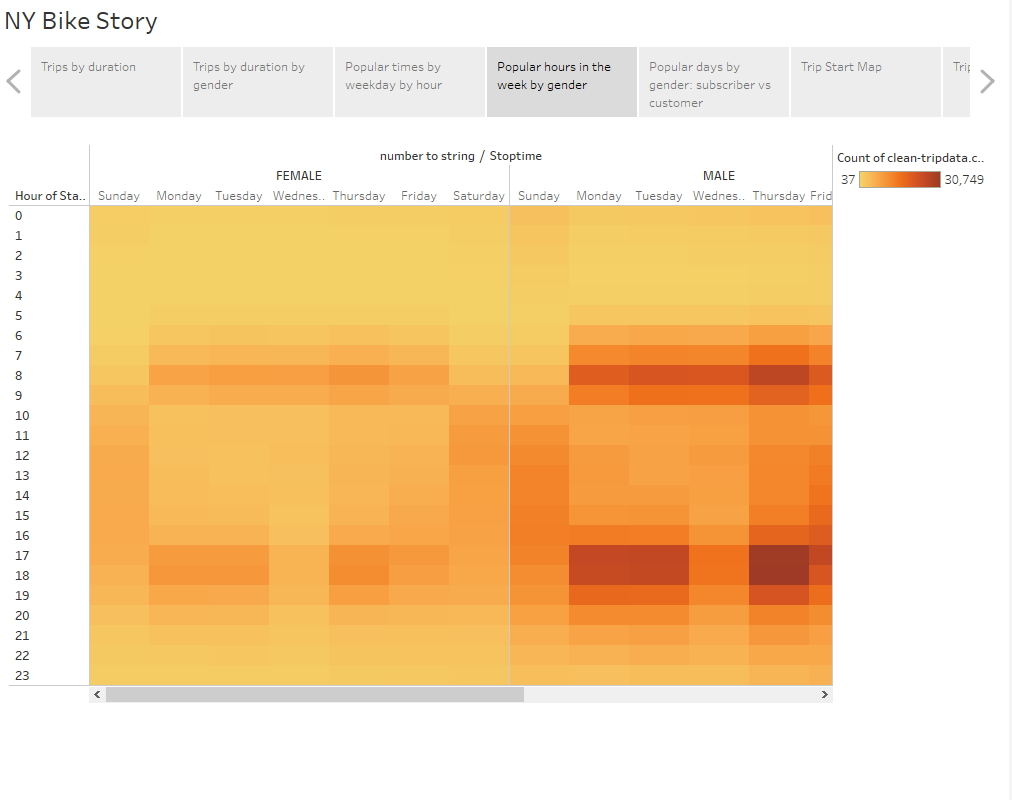 NY Bike Story
Trips by duration
Trips by duration by
gender
Popular times by
weekday by hour
Popular hours in the
week by gender
Popular days by
gender: subscriber vs
customer
Trip Start Map
Trip
number to string / Stoptime
FEMALE MALE
Hour of Sta.. Sunday Monday Tuesday Wednes.. Thursday Friday Saturday Sunday Monday Tuesday Wednes.. Thursday Frid
0
1
2
3
4
5
6
7
8
9
10
11
12
13
14
15
16
17
18
19
20
21
22
23
Count of clean-tripdata.c..
37 30,749